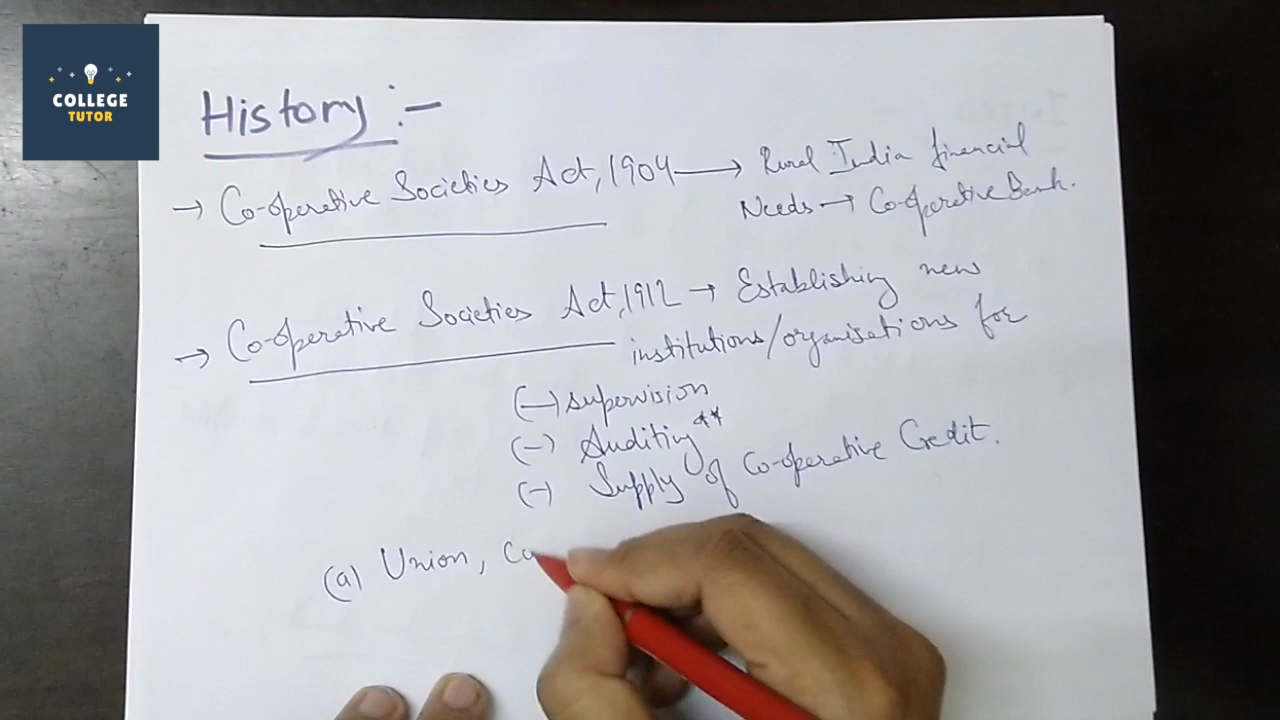 COLLEGE
TUTOR
History :-
→ Co-operative Societies Act, 1904 → Rural India financial
Needs → Co-operative Bank.
→ Co-operative Societies Act, 1912 → Establishing new
institutions/organisations for
(-) supervision
(-) Auditing**
(-) Supply of Co-operative Credit.
(a) Union,